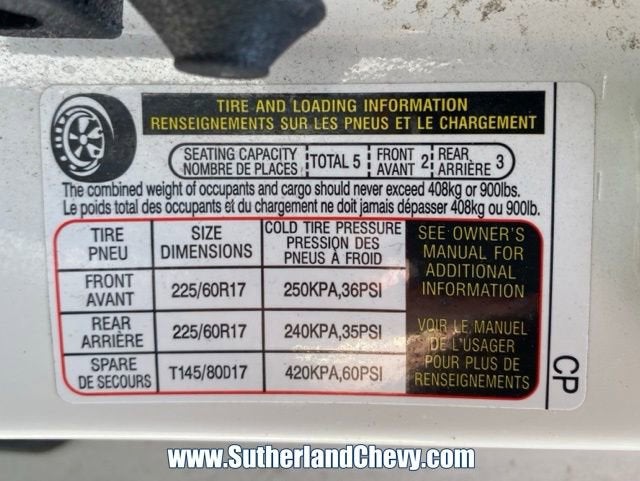 TIRE AND LOADING INFORMATION
RENSEIGNEMENTS SUR LES PNEUS ET LE CHARGEMENT
SEATING CAPACITY TOTAL 5 FRONT 2 REAR 3
NOMBRE DE PLACES AVANT ARRIÈRE
The combined weight of occupants and cargo should never exceed 408kg or 900lbs.
Le poids total des occupants et du chargement ne doit jamais dépasser 408kg ou 900lb.
TIRE SIZE COLD TIRE PRESSURE
PNEU DIMENSIONS PRESSION DES
PNEUS À FROID
FRONT
AVANT 225/60R17 250KPA,36PSI
REAR
ARRIÈRE 225/60R17 240KPA,35PSI
SPARE
DE SECOURS T145/80D17 420KPA,60PSI
SEE OWNER'S
MANUAL FOR
ADDITIONAL
INFORMATION
VOIR LE MANUEL
DE L'USAGER
POUR PLUS DE
RENSEIGNEMENTS
CP
www.SutherlandChevy.com